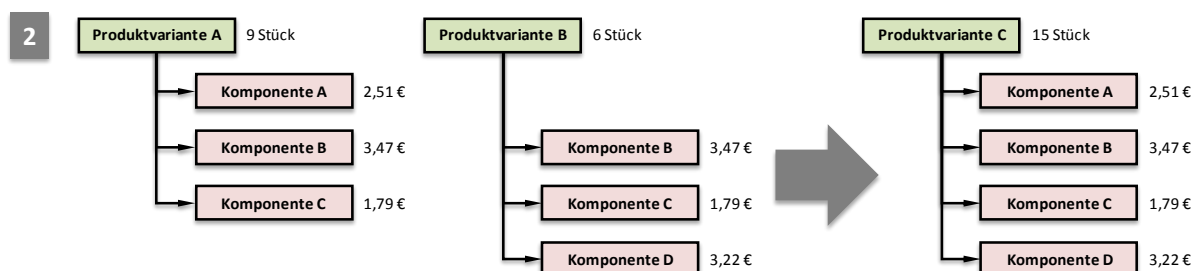 2
Produktvariante A 9 Stück
Komponente A 2,51 €
Komponente B 3,47 €
Komponente C 1,79 €
Produktvariante B 6 Stück
Komponente B 3,47 €
Komponente C 1,79 €
Komponente D 3,22 €
Produktvariante C 15 Stück
Komponente A 2,51 €
Komponente B 3,47 €
Komponente C 1,79 €
Komponente D 3,22 €